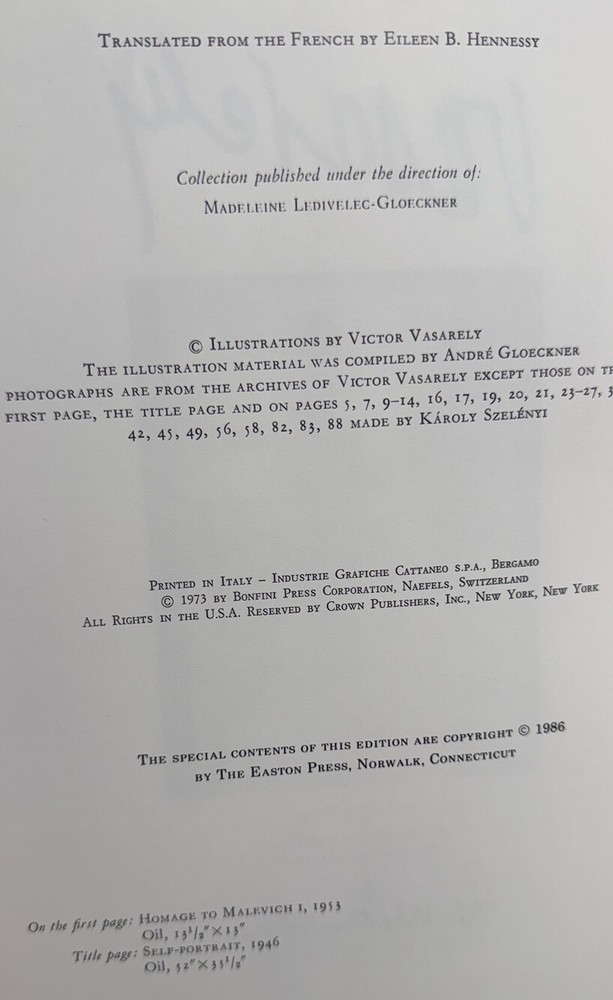 Translated from the French by Eileen B. Hennessy
Collection published under the direction of:
Madeleine Ledivelec-Gloeckner
© Illustrations by Victor Vasarely
The illustration material was compiled by André Gloeckner
photographs are from the archives of Victor Vasarely except those on
first page, the title page and on pages 5, 7, 9–14, 16, 17, 19, 20, 21, 23–27,
42, 45, 49, 56, 58, 82, 83, 88 made by Károly Szelényi
Printed in Italy – Industrie Grafiche Cattaneo s.p.a., Bergamo
© 1973 by Bonfini Press Corporation, Naefels, Switzerland
All Rights in the U.S.A. Reserved by Crown Publishers, Inc., New York, New York
The special contents of this edition are copyright © 1986
by The Easton Press, Norwalk, Connecticut
On the first page: Homage to Malevich I, 1953
Oil, 13¹/₂″ × 13″
Title page: Self-portrait, 1946
Oil, 52″ × 35¹/₂″